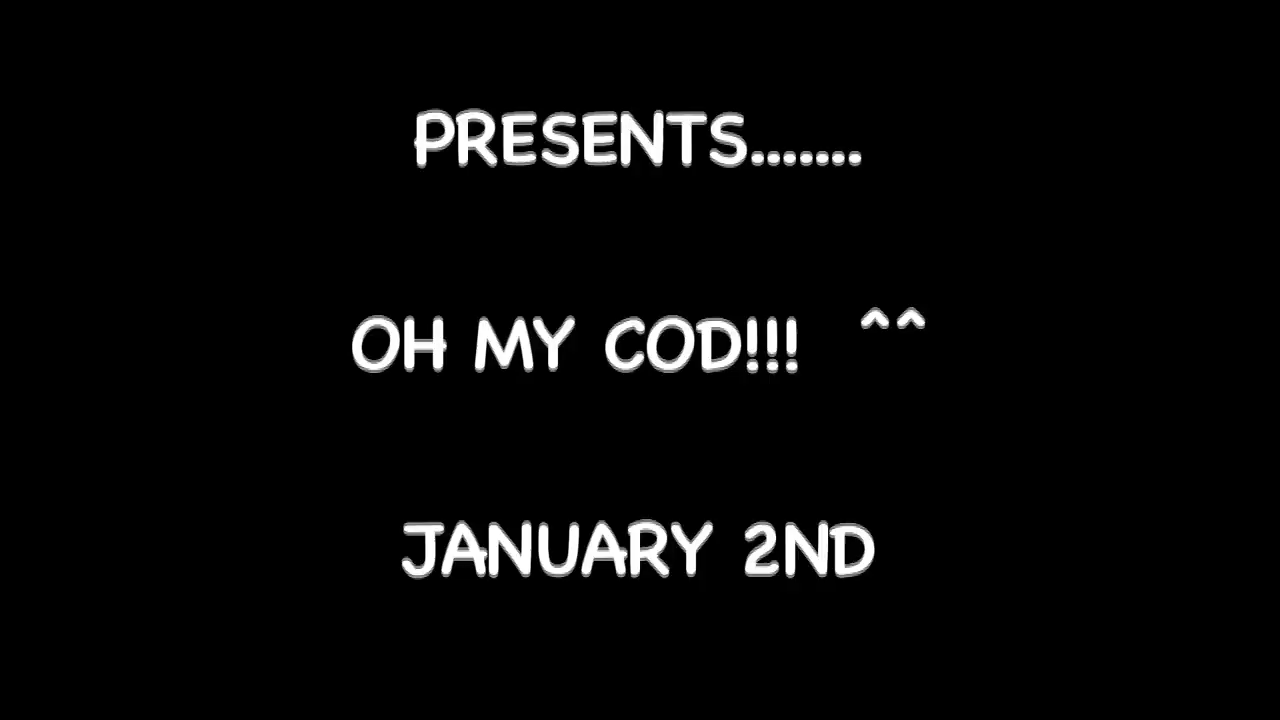 PRESENTS.......
OH MY COD!!! ^^
JANUARY 2ND